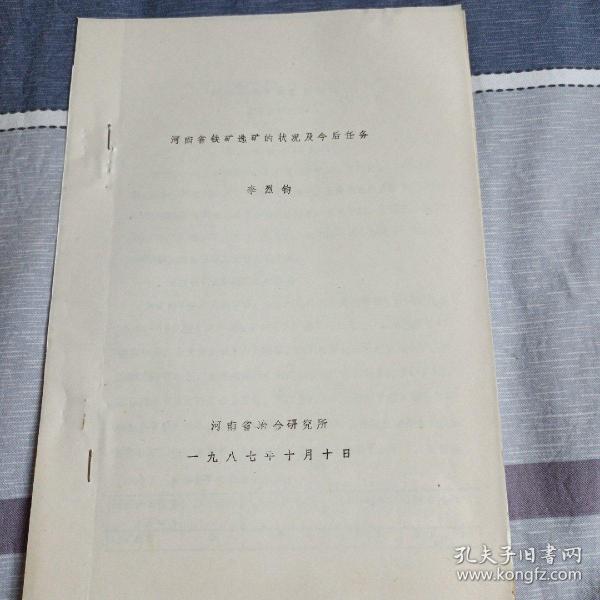 河南省铁矿选矿的状况及今后任务
李烈钧
河南省冶金研究所
一九八七年十月十日
孔夫子旧书网
www.kongfz.com